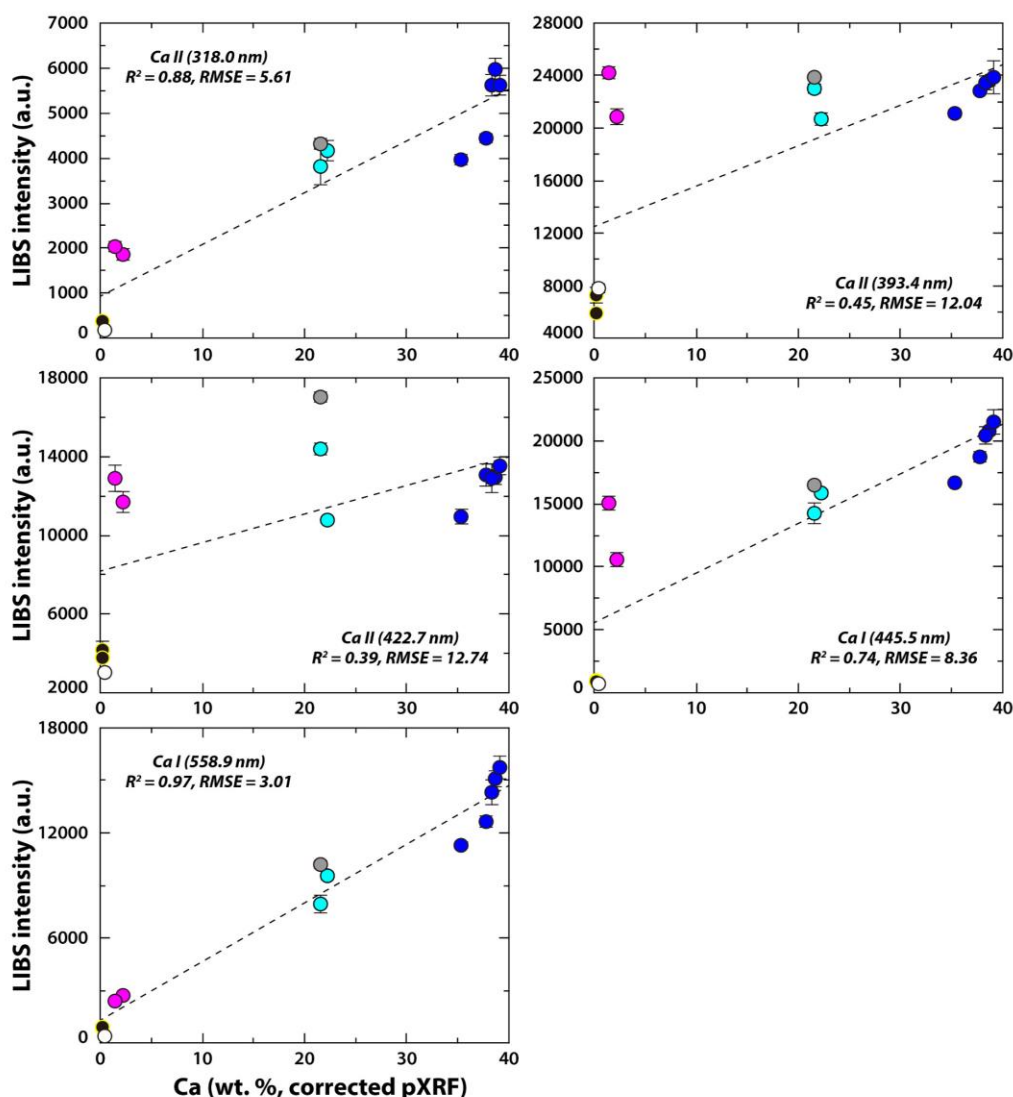 LIBS intensity (a.u.)
7000
6000
5000
4000
3000
2000
1000
0
Ca II (318.0 nm)
R² = 0.88, RMSE = 5.61
0 10 20 30 40
28000
24000
20000
16000
12000
8000
4000
Ca II (393.4 nm)
R² = 0.45, RMSE = 12.04
0 10 20 30 40
LIBS intensity (a.u.)
18000
14000
10000
6000
2000
Ca II (422.7 nm)
R² = 0.39, RMSE = 12.74
0 10 20 30 40
25000
20000
15000
10000
5000
0
Ca I (445.5 nm)
R² = 0.74, RMSE = 8.36
0 10 20 30 40
LIBS intensity (a.u.)
18000
12000
6000
0
Ca I (558.9 nm)
R² = 0.97, RMSE = 3.01
0 10 20 30 40
Ca (wt. %, corrected pXRF)